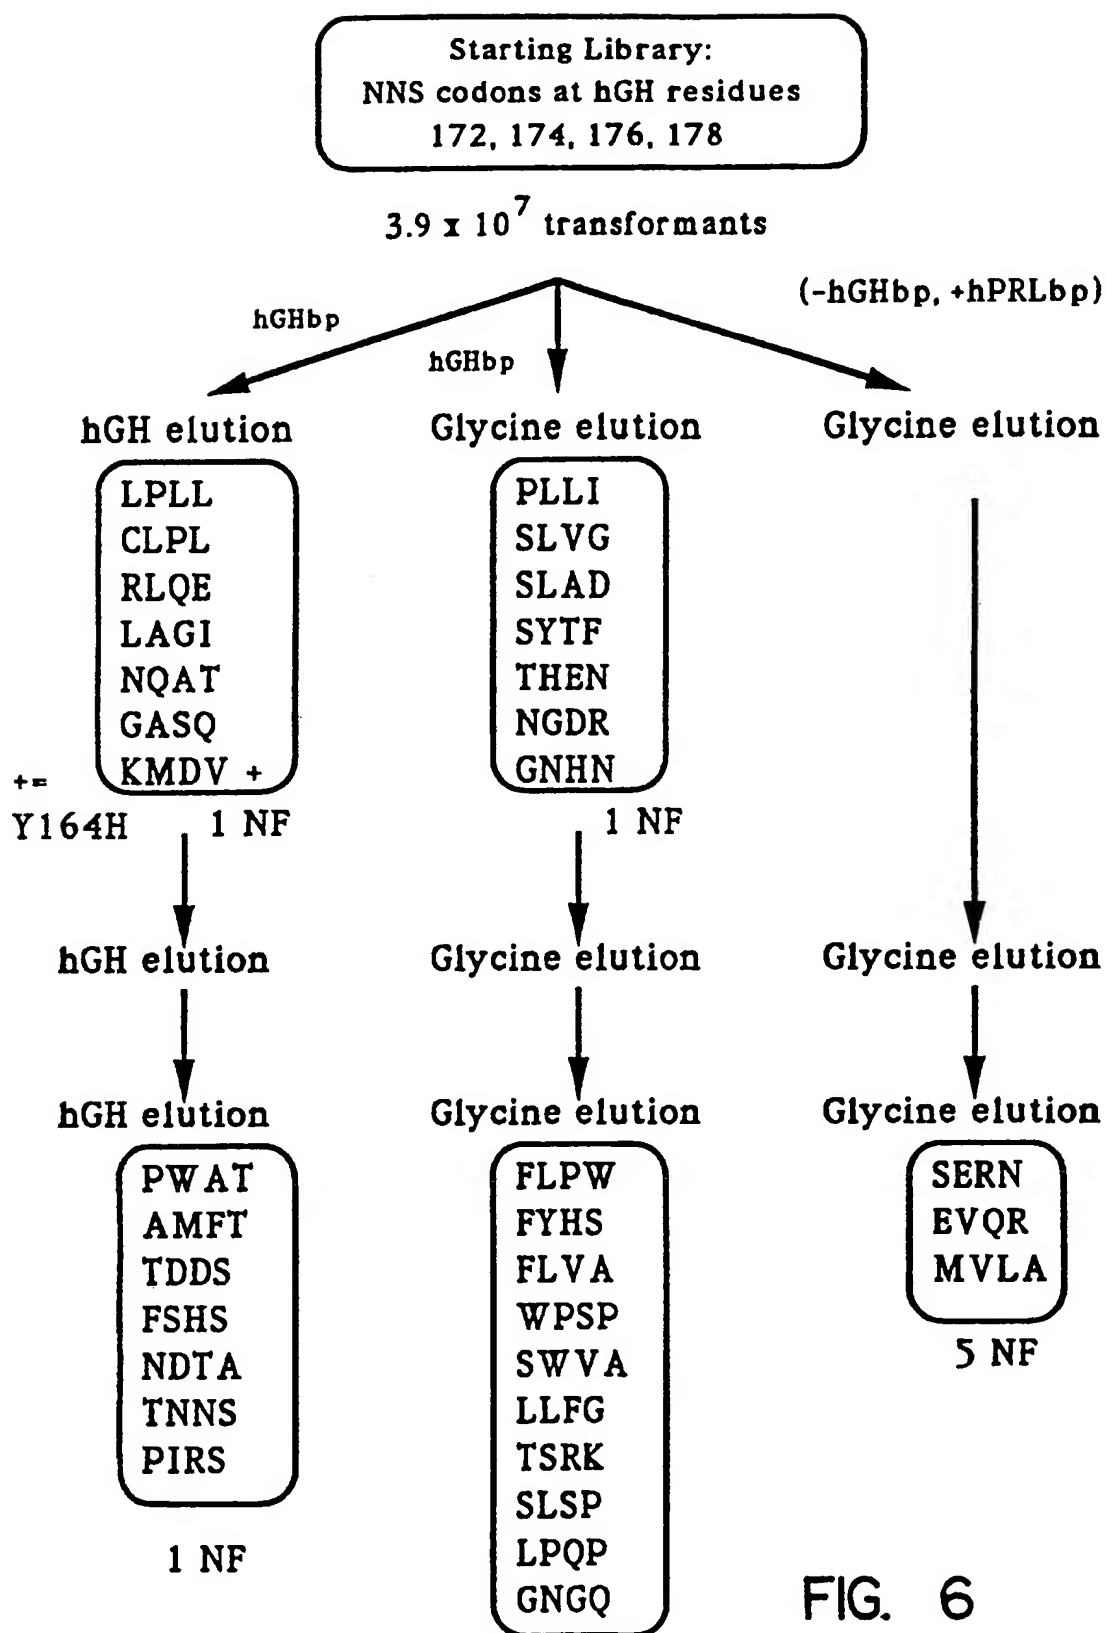 Starting Library:
NNS codons at hGH residues
172, 174, 176, 178
3.9 x 10^7 transformants
(-hGHbp, +hPRLbp)
hGHbp
hGHbp
hGH elution
Glycine elution
Glycine elution
LPLL
CLPL
RLQE
LAGI
NQAT
GASQ
KMDV +
PLLI
SLVG
SLAD
SYTF
THEN
NGDR
GNHN
+=
Y164H
1 NF
1 NF
hGH elution
Glycine elution
Glycine elution
hGH elution
Glycine elution
Glycine elution
PWAT
AMFT
TDDS
FSHS
NDTA
TNNS
PIRS
1 NF
FLPW
FYHS
FLVA
WPSP
SWVA
LLFG
TSRK
SLSP
LPQP
GNGQ
SERN
EVQR
MVLA
5 NF
FIG. 6